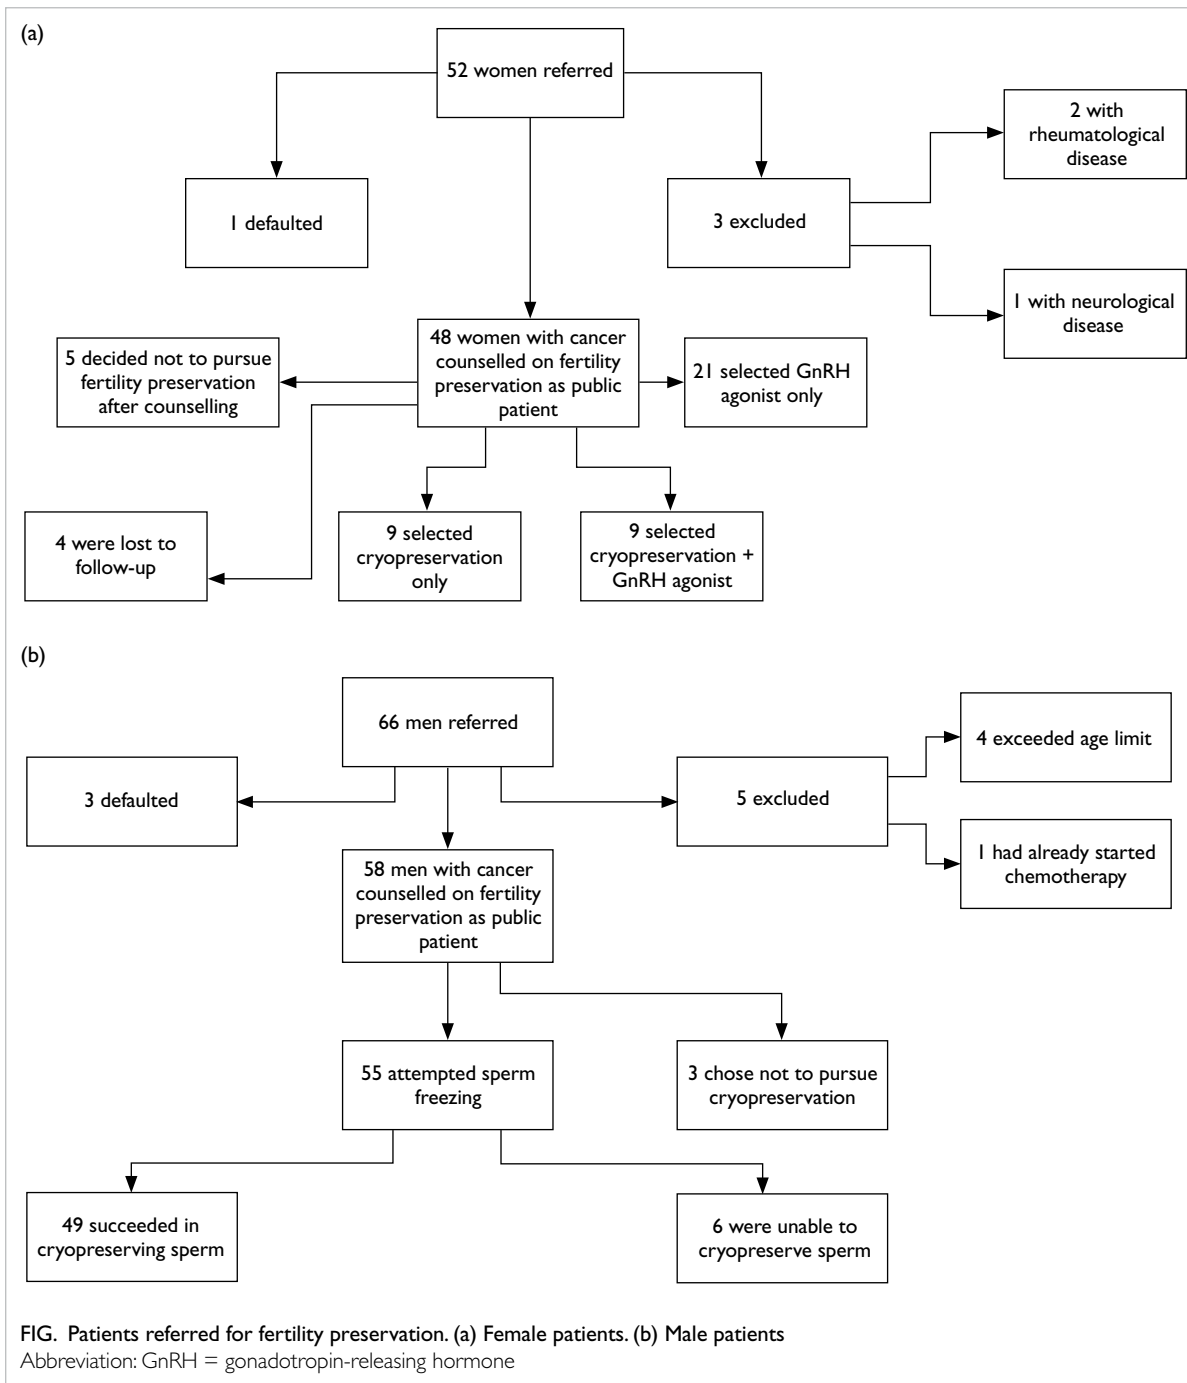 (a)
52 women referred
2 with
rheumatological
disease
1 defaulted
3 excluded
1 with neurological
disease
48 women with cancer
counselled on fertility
preservation as public
patient
5 decided not to pursue
fertility preservation
after counselling
21 selected GnRH
agonist only
4 were lost to
follow-up
9 selected
cryopreservation
only
9 selected
cryopreservation +
GnRH agonist
(b)
66 men referred
4 exceeded age limit
3 defaulted
5 excluded
1 had already started
chemotherapy
58 men with cancer
counselled on fertility
preservation as public
patient
55 attempted sperm
freezing
3 chose not to pursue
cryopreservation
49 succeeded in
cryopreserving sperm
6 were unable to
cryopreserve sperm
FIG. Patients referred for fertility preservation. (a) Female patients. (b) Male patients
Abbreviation: GnRH = gonadotropin-releasing hormone